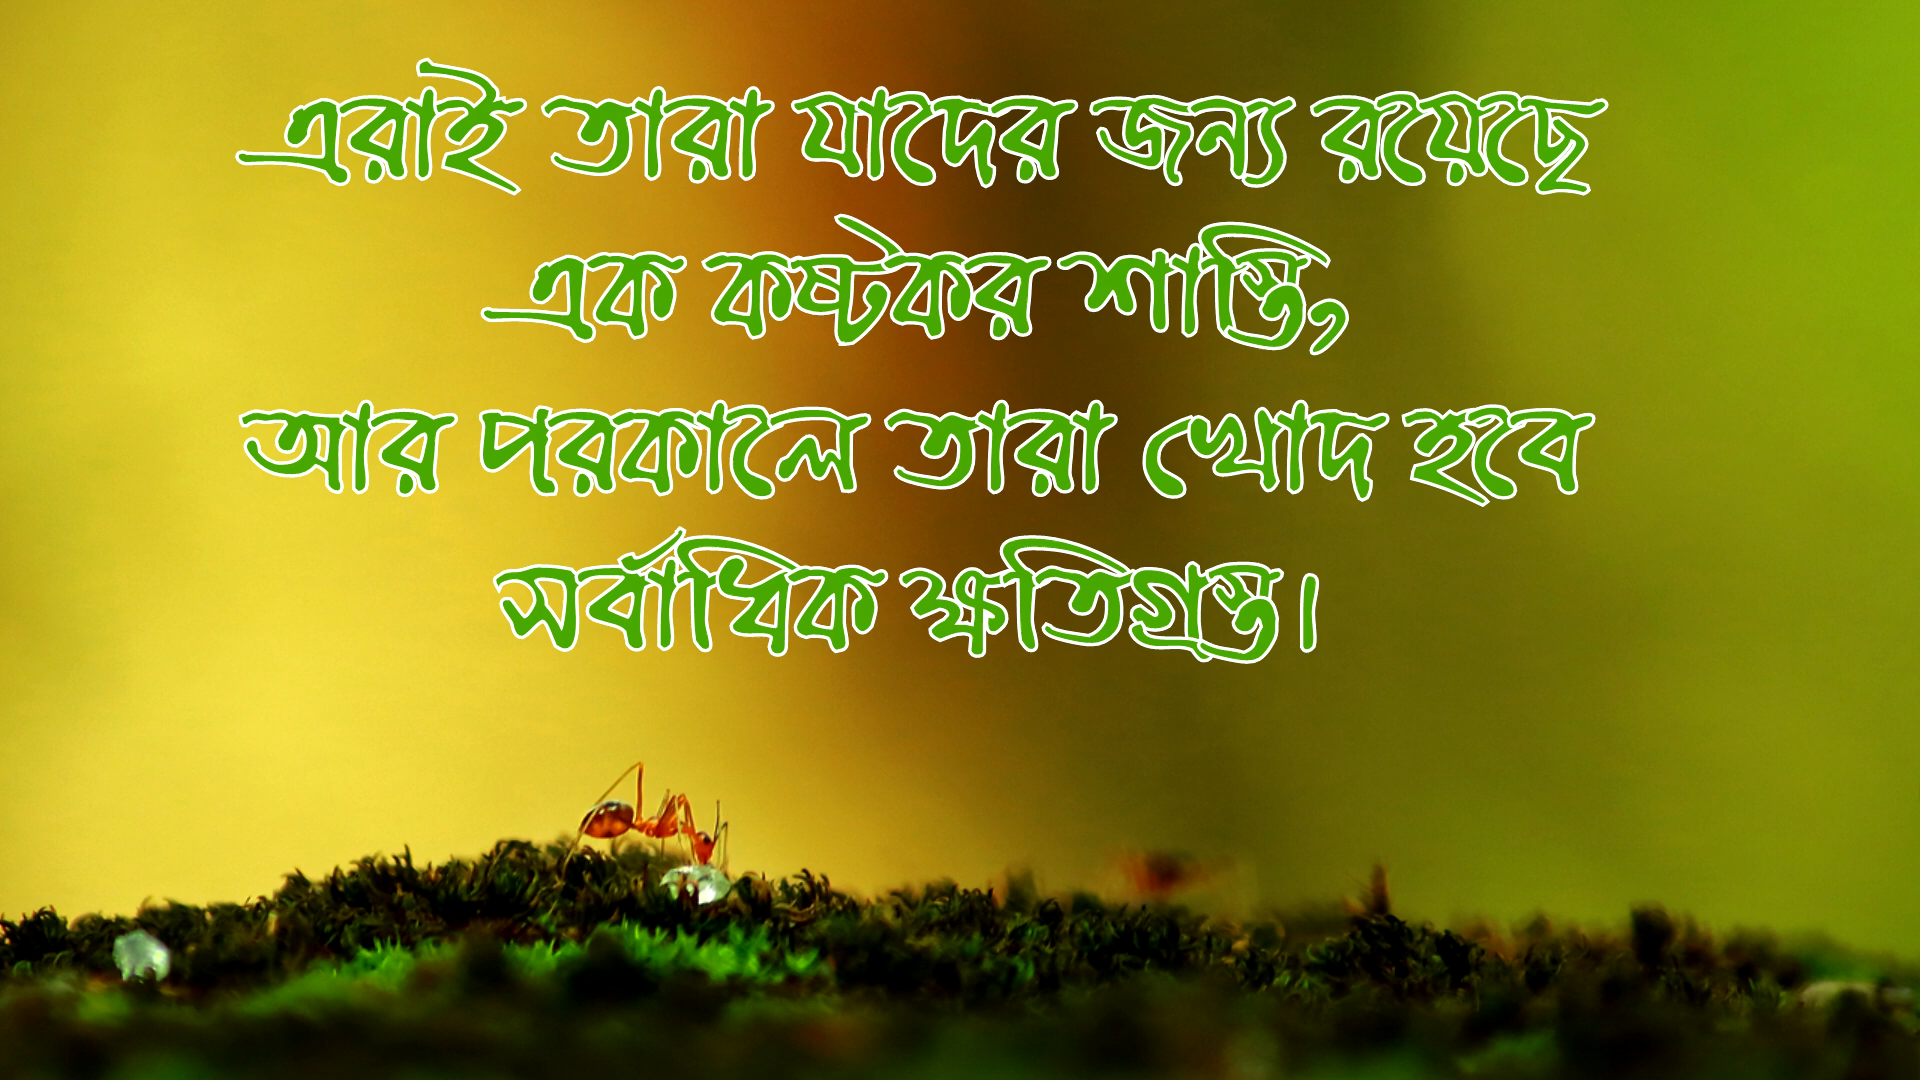 এরাই তারা যাদের জন্য রয়েছে
এক কষ্টকর শাস্তি,
আর পরকালে তারা খোদ হবে
সর্বাধিক ক্ষতিগ্রস্ত।